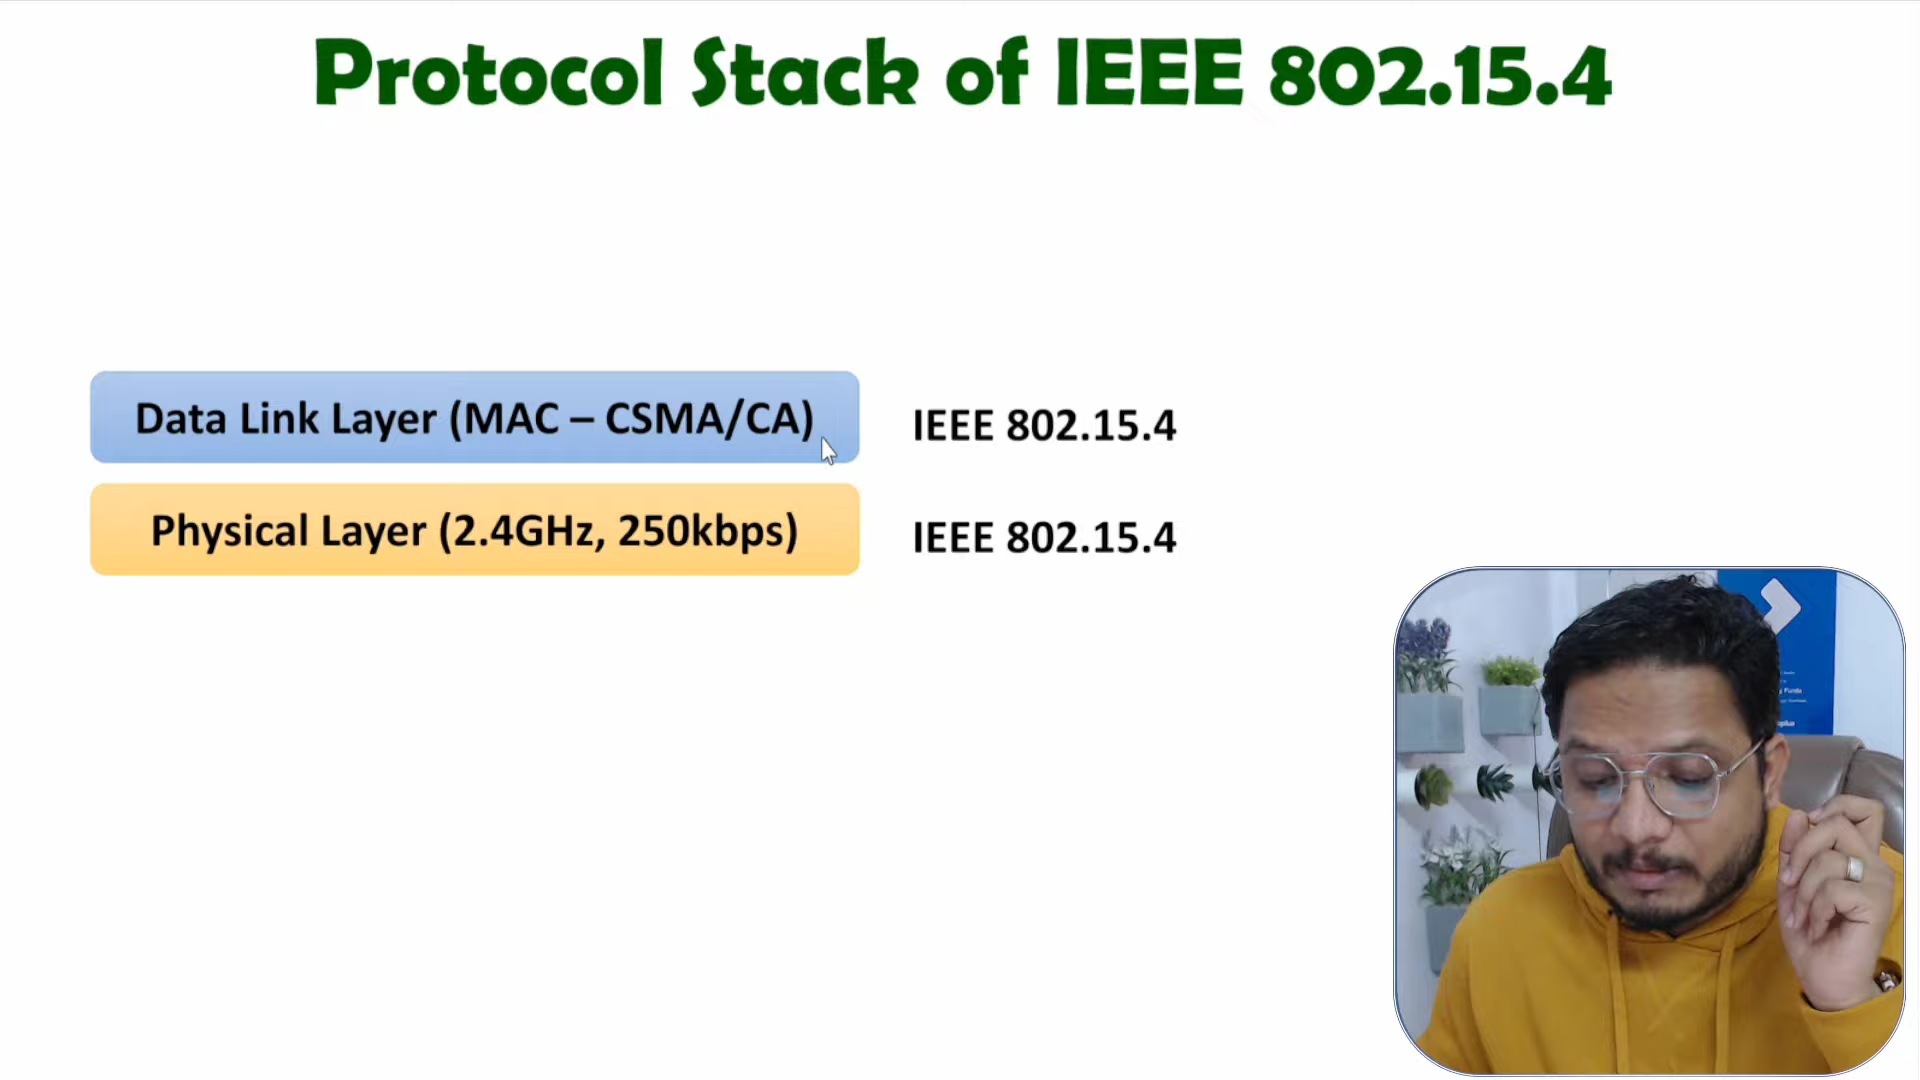 Protocol Stack of IEEE 802.15.4
Data Link Layer (MAC – CSMA/CA)
IEEE 802.15.4
Physical Layer (2.4GHz, 250kbps)
IEEE 802.15.4